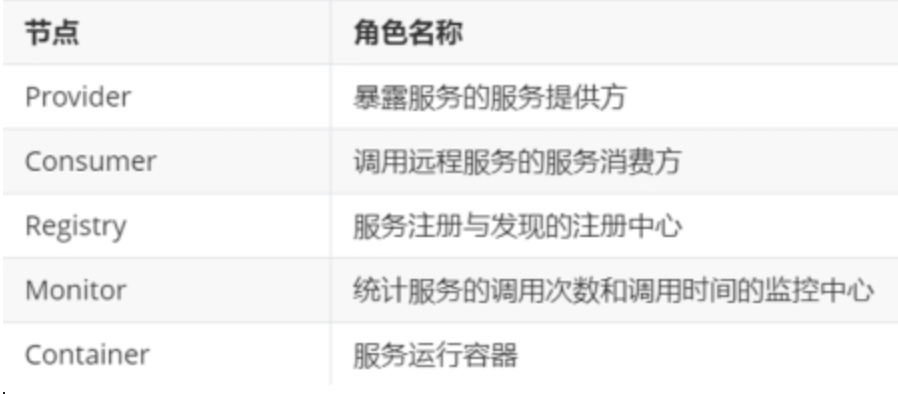 节点 角色名称
Provider 暴露服务的服务提供方
Consumer 调用远程服务的服务消费方
Registry 服务注册与发现的注册中心
Monitor 统计服务的调用次数和调用时间的监控中心
Container 服务运行容器